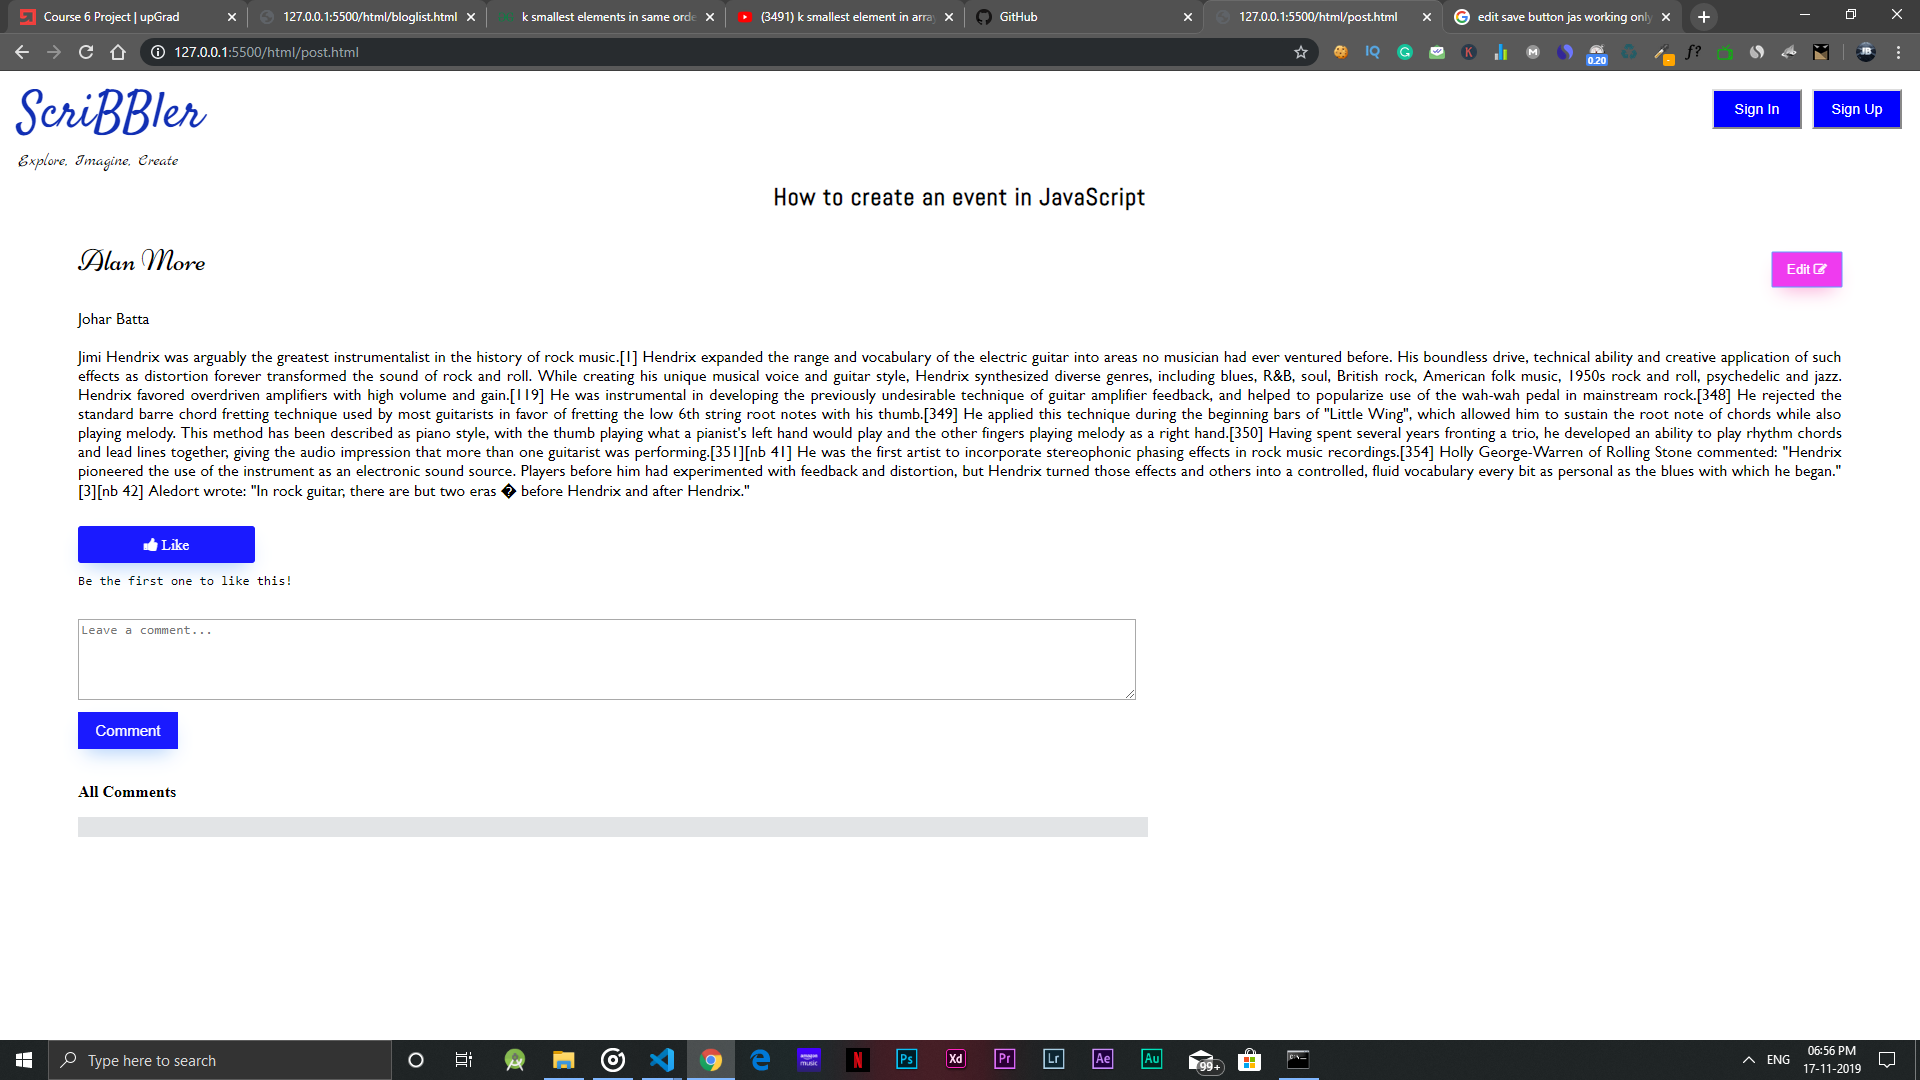 Course 6 Project | upGrad
127.0.0.1:5500/html/bloglist.html
k smallest elements in same orde
(3491) k smallest element in array
GitHub
127.0.0.1:5500/html/post.html
edit save button jas working only
127.0.0.1:5500/html/post.html
IQ
0.20
f?
JB
ScriBBler
Explore, Imagine, Create
Sign In
Sign Up
How to create an event in JavaScript
Alan More
Edit
Johar Batta
Jimi Hendrix was arguably the greatest instrumentalist in the history of rock music.[1] Hendrix expanded the range and vocabulary of the electric guitar into areas no musician had ever ventured before. His boundless drive, technical ability and creative application of such
effects as distortion forever transformed the sound of rock and roll. While creating his unique musical voice and guitar style, Hendrix synthesized diverse genres, including blues, R&B, soul, British rock, American folk music, 1950s rock and roll, psychedelic and jazz.
Hendrix favored overdriven amplifiers with high volume and gain.[119] He was instrumental in developing the previously undesirable technique of guitar amplifier feedback, and helped to popularize use of the wah-wah pedal in mainstream rock.[348] He rejected the
standard barre chord fretting technique used by most guitarists in favor of fretting the low 6th string root notes with his thumb.[349] He applied this technique during the beginning bars of "Little Wing", which allowed him to sustain the root note of chords while also
playing melody. This method has been described as piano style, with the thumb playing what a pianist's left hand would play and the other fingers playing melody as a right hand.[350] Having spent several years fronting a trio, he developed an ability to play rhythm chords
and lead lines together, giving the audio impression that more than one guitarist was performing.[351][nb 41] He was the first artist to incorporate stereophonic phasing effects in rock music recordings.[354] Holly George-Warren of Rolling Stone commented: "Hendrix
pioneered the use of the instrument as an electronic sound source. Players before him had experimented with feedback and distortion, but Hendrix turned those effects and others into a controlled, fluid vocabulary every bit as personal as the blues with which he began."
[3][nb 42] Aledort wrote: "In rock guitar, there are but two eras � before Hendrix and after Hendrix."
Like
Be the first one to like this!
Leave a comment...
Comment
All Comments
Type here to search
amazon music
N
Ps
Xd
Pr
Lr
Ae
Au
99+
ENG
06:56 PM
17-11-2019